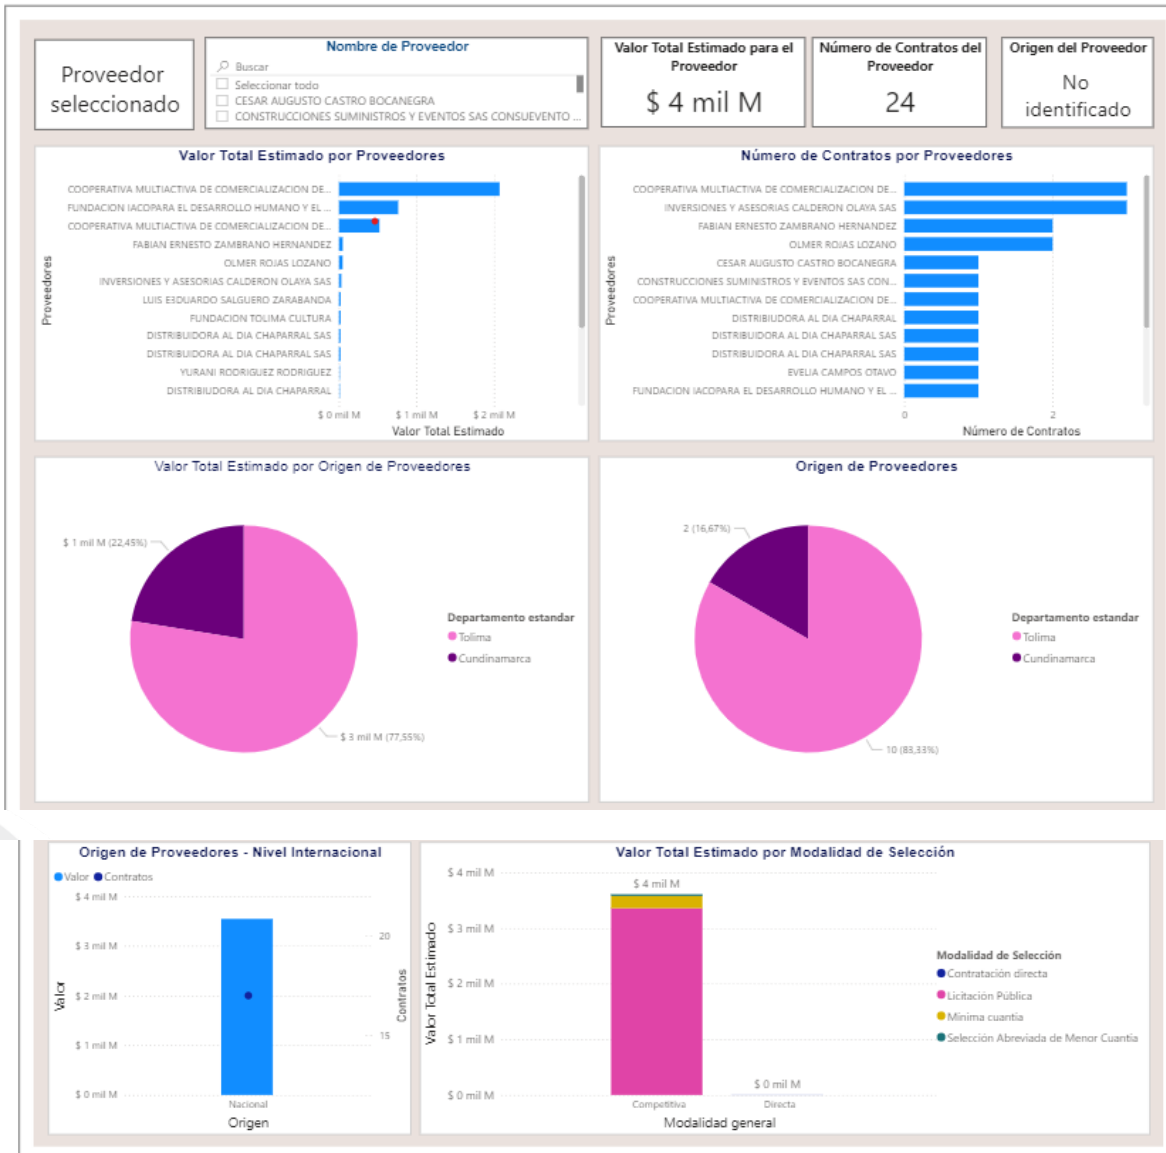 Proveedor
seleccionado
Nombre de Proveedor
Buscar
Seleccionar todo
CESAR AUGUSTO CASTRO BOCANEGRA
CONSTRUCCIONES SUMINISTROS Y EVENTOS SAS CONSUEVENTO ...
Valor Total Estimado para el
Proveedor
$ 4 mil M
Número de Contratos del
Proveedor
24
Origen del Proveedor
No
identificado
Valor Total Estimado por Proveedores
Proveedores
COOPERATIVA MULTIACTIVA DE COMERCIALIZACION DE...
FUNDACION IACOPARA EL DESARROLLO HUMANO Y EL ...
COOPERATIVA MULTIACTIVA DE COMERCIALIZACION DE...
FABIAN ERNESTO ZAMBRANO HERNANDEZ
OLMER ROJAS LOZANO
INVERSIONES Y ASESORIAS CALDERON OLAYA SAS
LUIS E3DUARDO SALGUERO ZARABANDA
FUNDACION TOLIMA CULTURA
DISTRIBUIDORA AL DIA CHAPARRAL SAS
DISTRIBUIDORA AL DIA CHAPARRAL SAS
YURANI RODRIGUEZ RODRIGUEZ
DISTRIBIUDORA AL DIA CHAPARRAL
$ 0 mil M $ 1 mil M $ 2 mil M
Valor Total Estimado
Número de Contratos por Proveedores
Proveedores
COOPERATIVA MULTIACTIVA DE COMERCIALIZACION DE...
INVERSIONES Y ASESORIAS CALDERON OLAYA SAS
FABIAN ERNESTO ZAMBRANO HERNANDEZ
OLMER ROJAS LOZANO
CESAR AUGUSTO CASTRO BOCANEGRA
CONSTRUCCIONES SUMINISTROS Y EVENTOS SAS CON...
COOPERATIVA MULTIACTIVA DE COMERCIALIZACION DE...
DISTRIBIUDORA AL DIA CHAPARRAL
DISTRIBUIDORA AL DIA CHAPARRAL SAS
DISTRIBUIDORA AL DIA CHAPARRAL SAS
EVELIA CAMPOS OTAVO
FUNDACION IACOPARA EL DESARROLLO HUMANO Y EL ...
0 2
Número de Contratos
Valor Total Estimado por Origen de Proveedores
$ 1 mil M (22,45%)
$ 3 mil M (77,55%)
Departamento estandar
Tolima
Cundinamarca
Origen de Proveedores
2 (16,67%)
10 (83,33%)
Departamento estandar
Tolima
Cundinamarca
Origen de Proveedores - Nivel Internacional
Valor Contratos
Valor
$ 4 mil M
$ 3 mil M
$ 2 mil M
$ 1 mil M
$ 0 mil M
20
15
Contratos
Nacional
Origen
Valor Total Estimado por Modalidad de Selección
Valor Total Estimado
$ 4 mil M
$ 3 mil M
$ 2 mil M
$ 1 mil M
$ 0 mil M
$ 4 mil M
$ 0 mil M
Competitiva Directa
Modalidad general
Modalidad de Selección
Contratación directa
Licitación Pública
Mínima cuantía
Selección Abreviada de Menor Cuantía